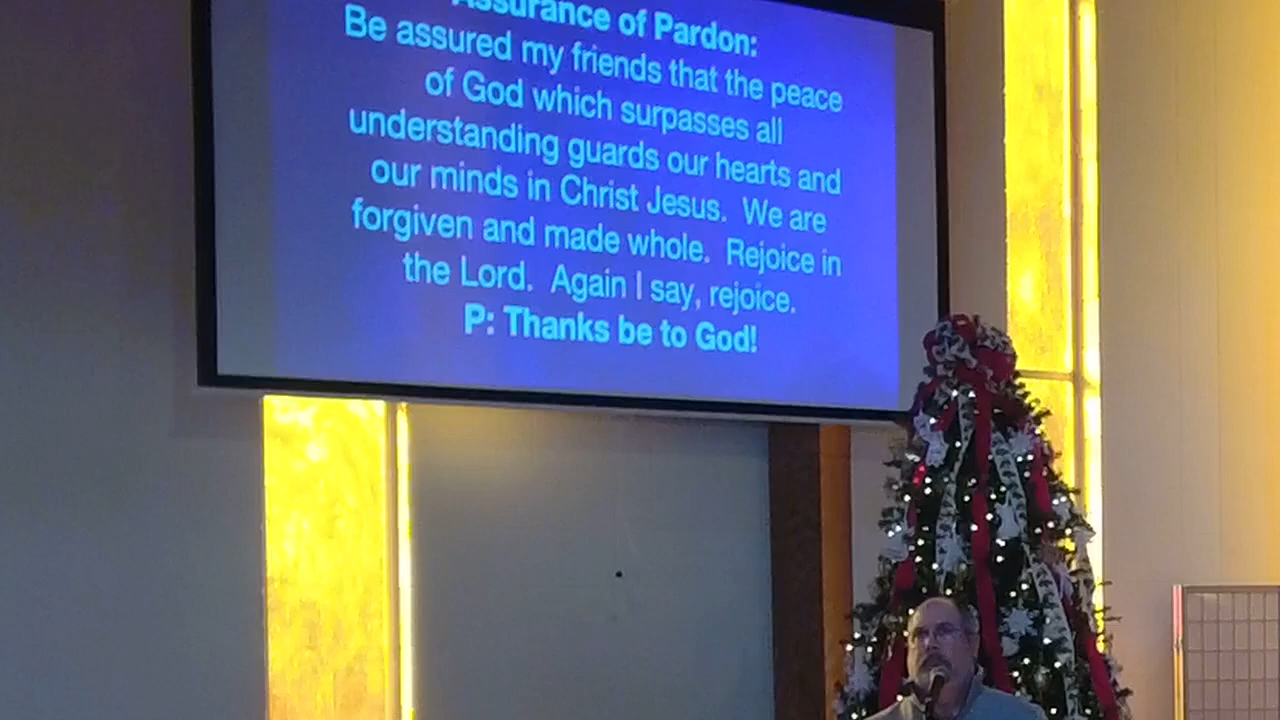 Assurance of Pardon:
Be assured my friends that the peace
of God which surpasses all
understanding guards our hearts and
our minds in Christ Jesus.  We are
forgiven and made whole.  Rejoice in
the Lord.  Again I say, rejoice.
P: Thanks be to God!